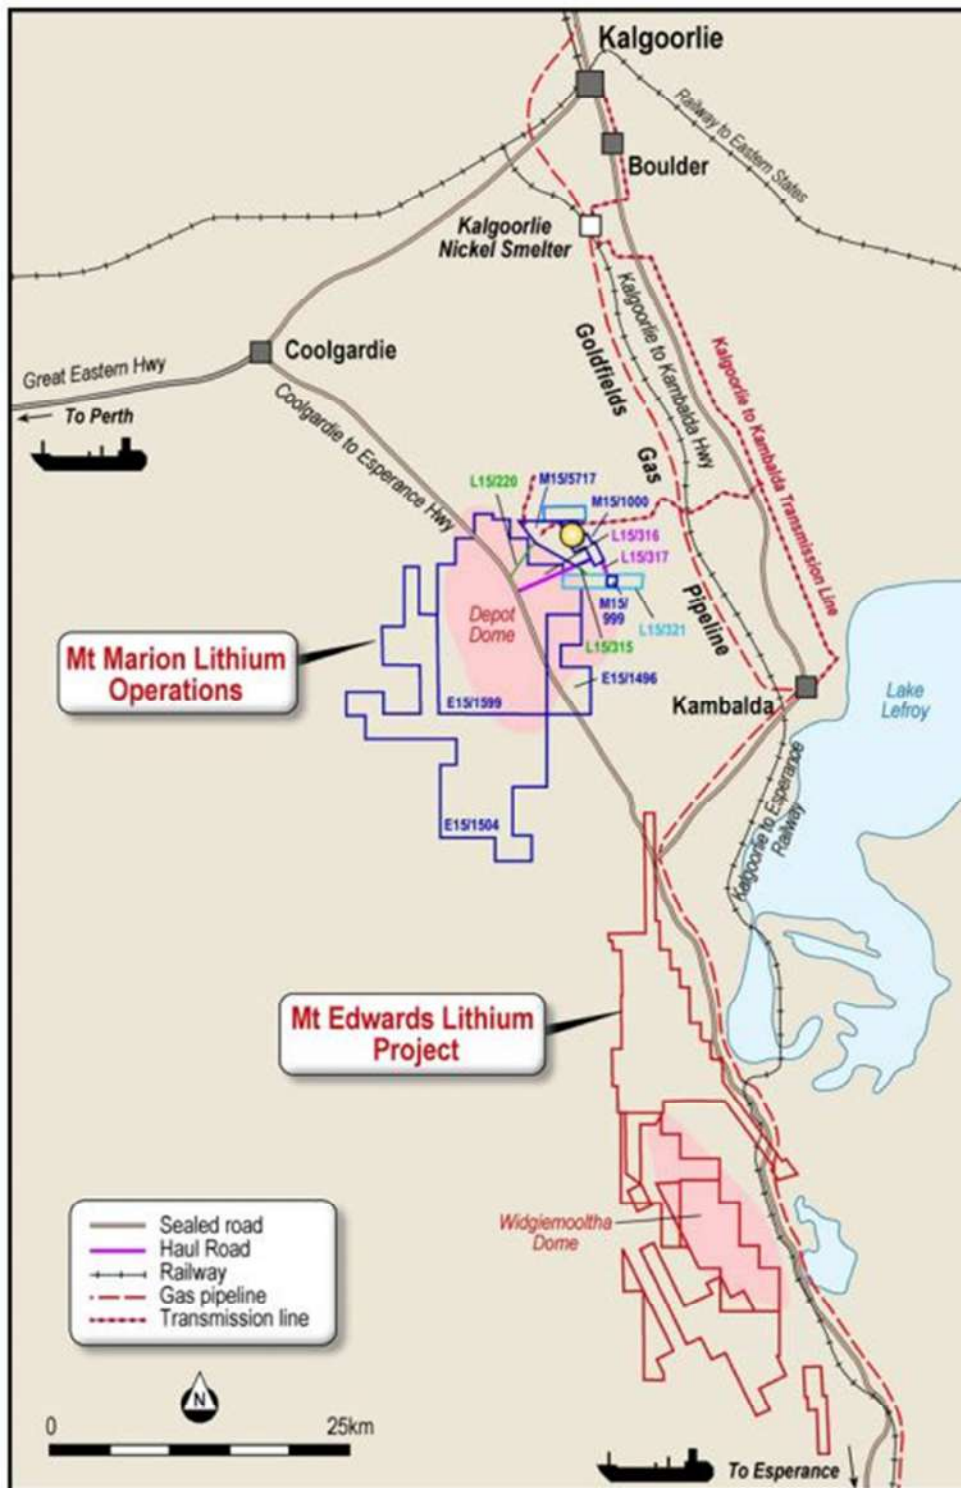 Kalgoorlie
Railway to Eastern States
Boulder
Kalgoorlie
Nickel Smelter
Coolgardie
Great Eastern Hwy
To Perth
Coolgardie to Esperance Hwy
Goldfields
Gas
Pipeline
Kalgoorlie to Kambalda Hwy
Kalgoorlie to Kambalda Transmission Line
L15/220
M15/5717
M15/1000
L15/316
L15/317
M15/
999
L15/321
L15/315
Depot
Dome
Mt Marion Lithium
Operations
E15/1599
E15/1496
Kambalda
Lake
Lefroy
E15/1504
Kalgoorlie to Esperance
Railway
Mt Edwards Lithium
Project
Widgiemooltha
Dome
Sealed road
Haul Road
Railway
Gas pipeline
Transmission line
N
0
25km
To Esperance